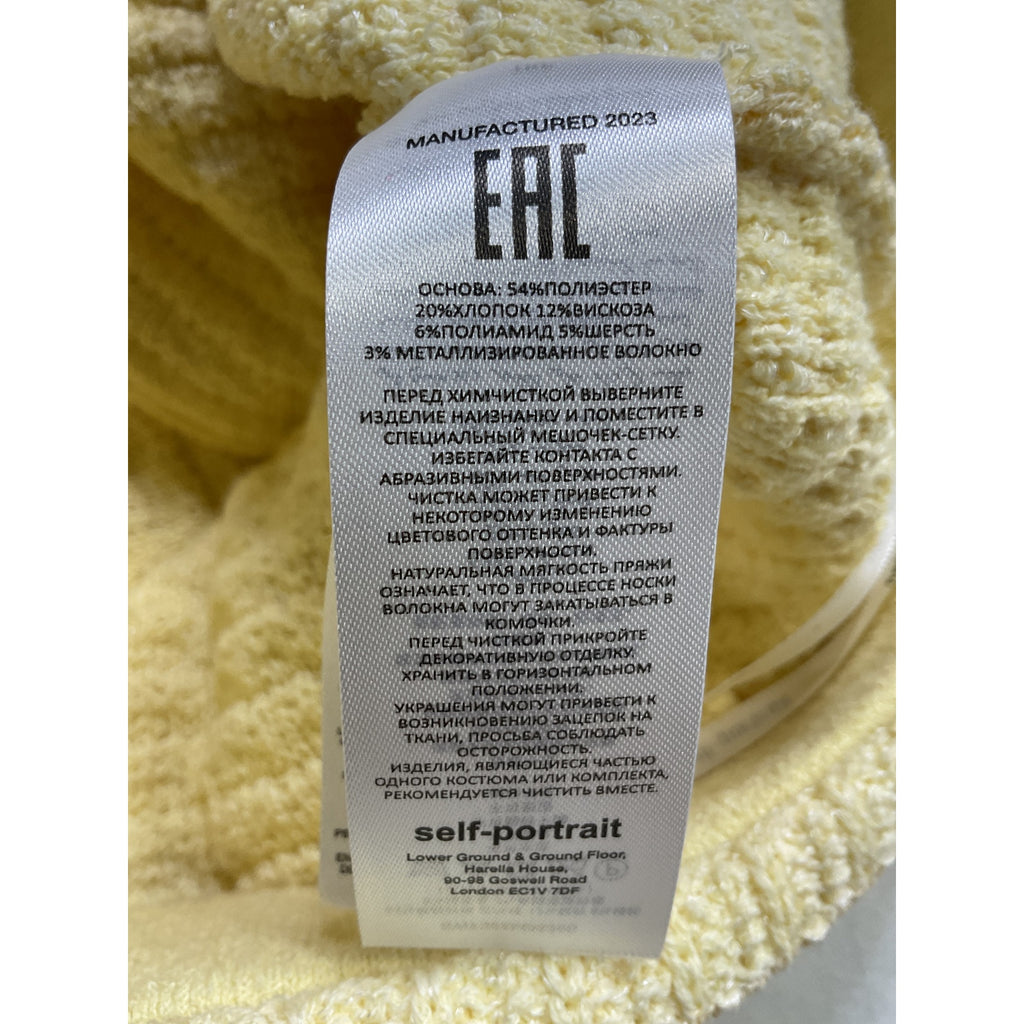 MANUFACTURED 2023
EAC
ОСНОВА: 54%ПОЛИЭСТЕР
20%ХЛОПОК 12%ВИСКОЗА
6%ПОЛИАМИД 5%ШЕРСТЬ
3% МЕТАЛЛИЗИРОВАННОЕ ВОЛОКНО
ПЕРЕД ХИМЧИСТКОЙ ВЫВЕРНИТЕ
ИЗДЕЛИЕ НАИЗНАНКУ И ПОМЕСТИТЕ В
СПЕЦИАЛЬНЫЙ МЕШОЧЕК-СЕТКУ.
ИЗБЕГАЙТЕ КОНТАКТА С
АБРАЗИВНЫМИ ПОВЕРХНОСТЯМИ.
ЧИСТКА МОЖЕТ ПРИВЕСТИ К
НЕКОТОРОМУ ИЗМЕНЕНИЮ
ЦВЕТОВОГО ОТТЕНКА И ФАКТУРЫ
ПОВЕРХНОСТИ.
НАТУРАЛЬНАЯ МЯГКОСТЬ ПРЯЖИ
ОЗНАЧАЕТ, ЧТО В ПРОЦЕССЕ НОСКИ
ВОЛОКНА МОГУТ ЗАКАТЫВАТЬСЯ В
КОМОЧКИ.
ПЕРЕД ЧИСТКОЙ ПРИКРОЙТЕ
ДЕКОРАТИВНУЮ ОТДЕЛКУ.
ХРАНИТЬ В ГОРИЗОНТАЛЬНОМ
ПОЛОЖЕНИИ.
УКРАШЕНИЯ МОГУТ ПРИВЕСТИ К
ВОЗНИКНОВЕНИЮ ЗАЦЕПОК НА
ТКАНИ, ПРОСЬБА СОБЛЮДАТЬ
ОСТОРОЖНОСТЬ.
ИЗДЕЛИЯ, ЯВЛЯЮЩИЕСЯ ЧАСТЬЮ
ОДНОГО КОСТЮМА ИЛИ КОМПЛЕКТА,
РЕКОМЕНДУЕТСЯ ЧИСТИТЬ ВМЕСТЕ.
self-portrait
Lower Ground & Ground Floor,
Harella House,
90-98 Goswell Road
London EC1V 7DF